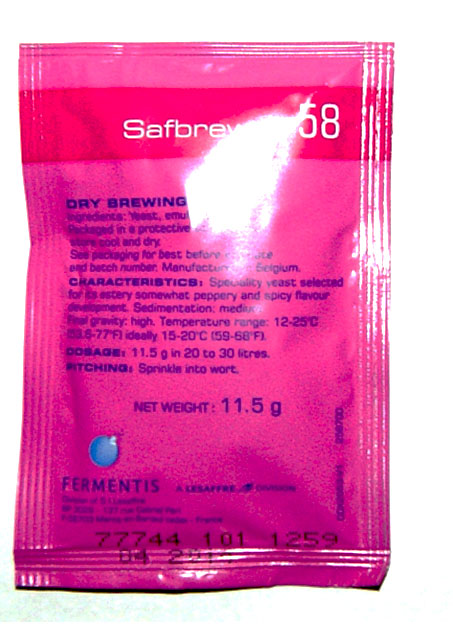 Safbrew 58
DRY BREWING
Ingredients: Yeast,
Packaged in a protective
store cool and dry.
See packaging for best before date
and batch number. Manufactured Belgium.
CHARACTERISTICS: Speciality yeast selected
for its estery somewhat peppery and spicy flavour
development. Sedimentation: medium.
Final gravity: high. Temperature range: 12-25°C
(53.6-77°F) ideally 15-20°C (59-68°F).
DOSAGE: 11.5 g in 20 to 30 litres.
PITCHING: Sprinkle into wort.
NET WEIGHT: 11.5 g
FERMENTIS A LESAFFRE DIVISION
77744 101 1259
04